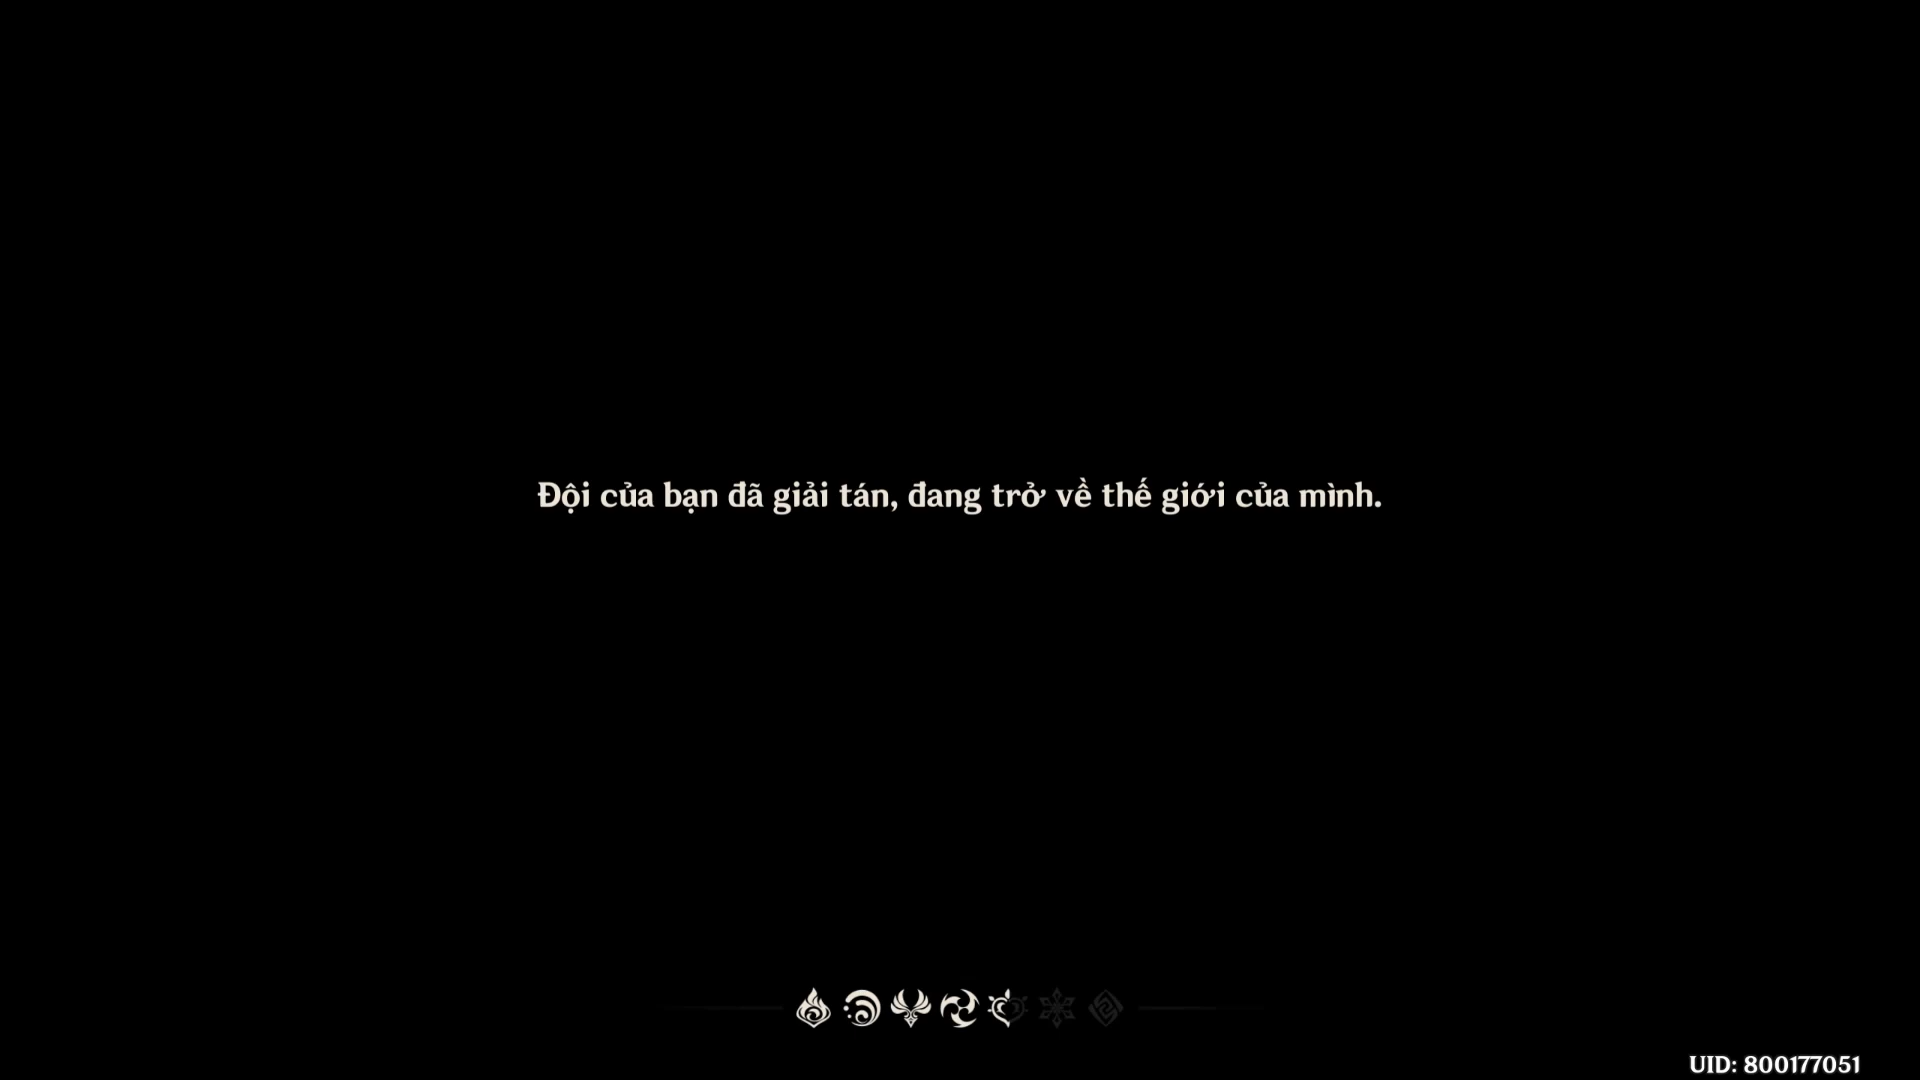 Đội của bạn đã giải tán, đang trở về thế giới của mình.
UID: 800177051